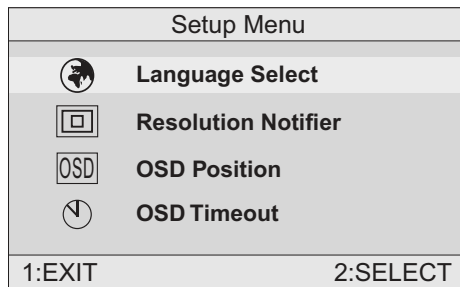 Setup Menu
Language Select
Resolution Notifier
OSD OSD Position
OSD Timeout
1:EXIT 2:SELECT